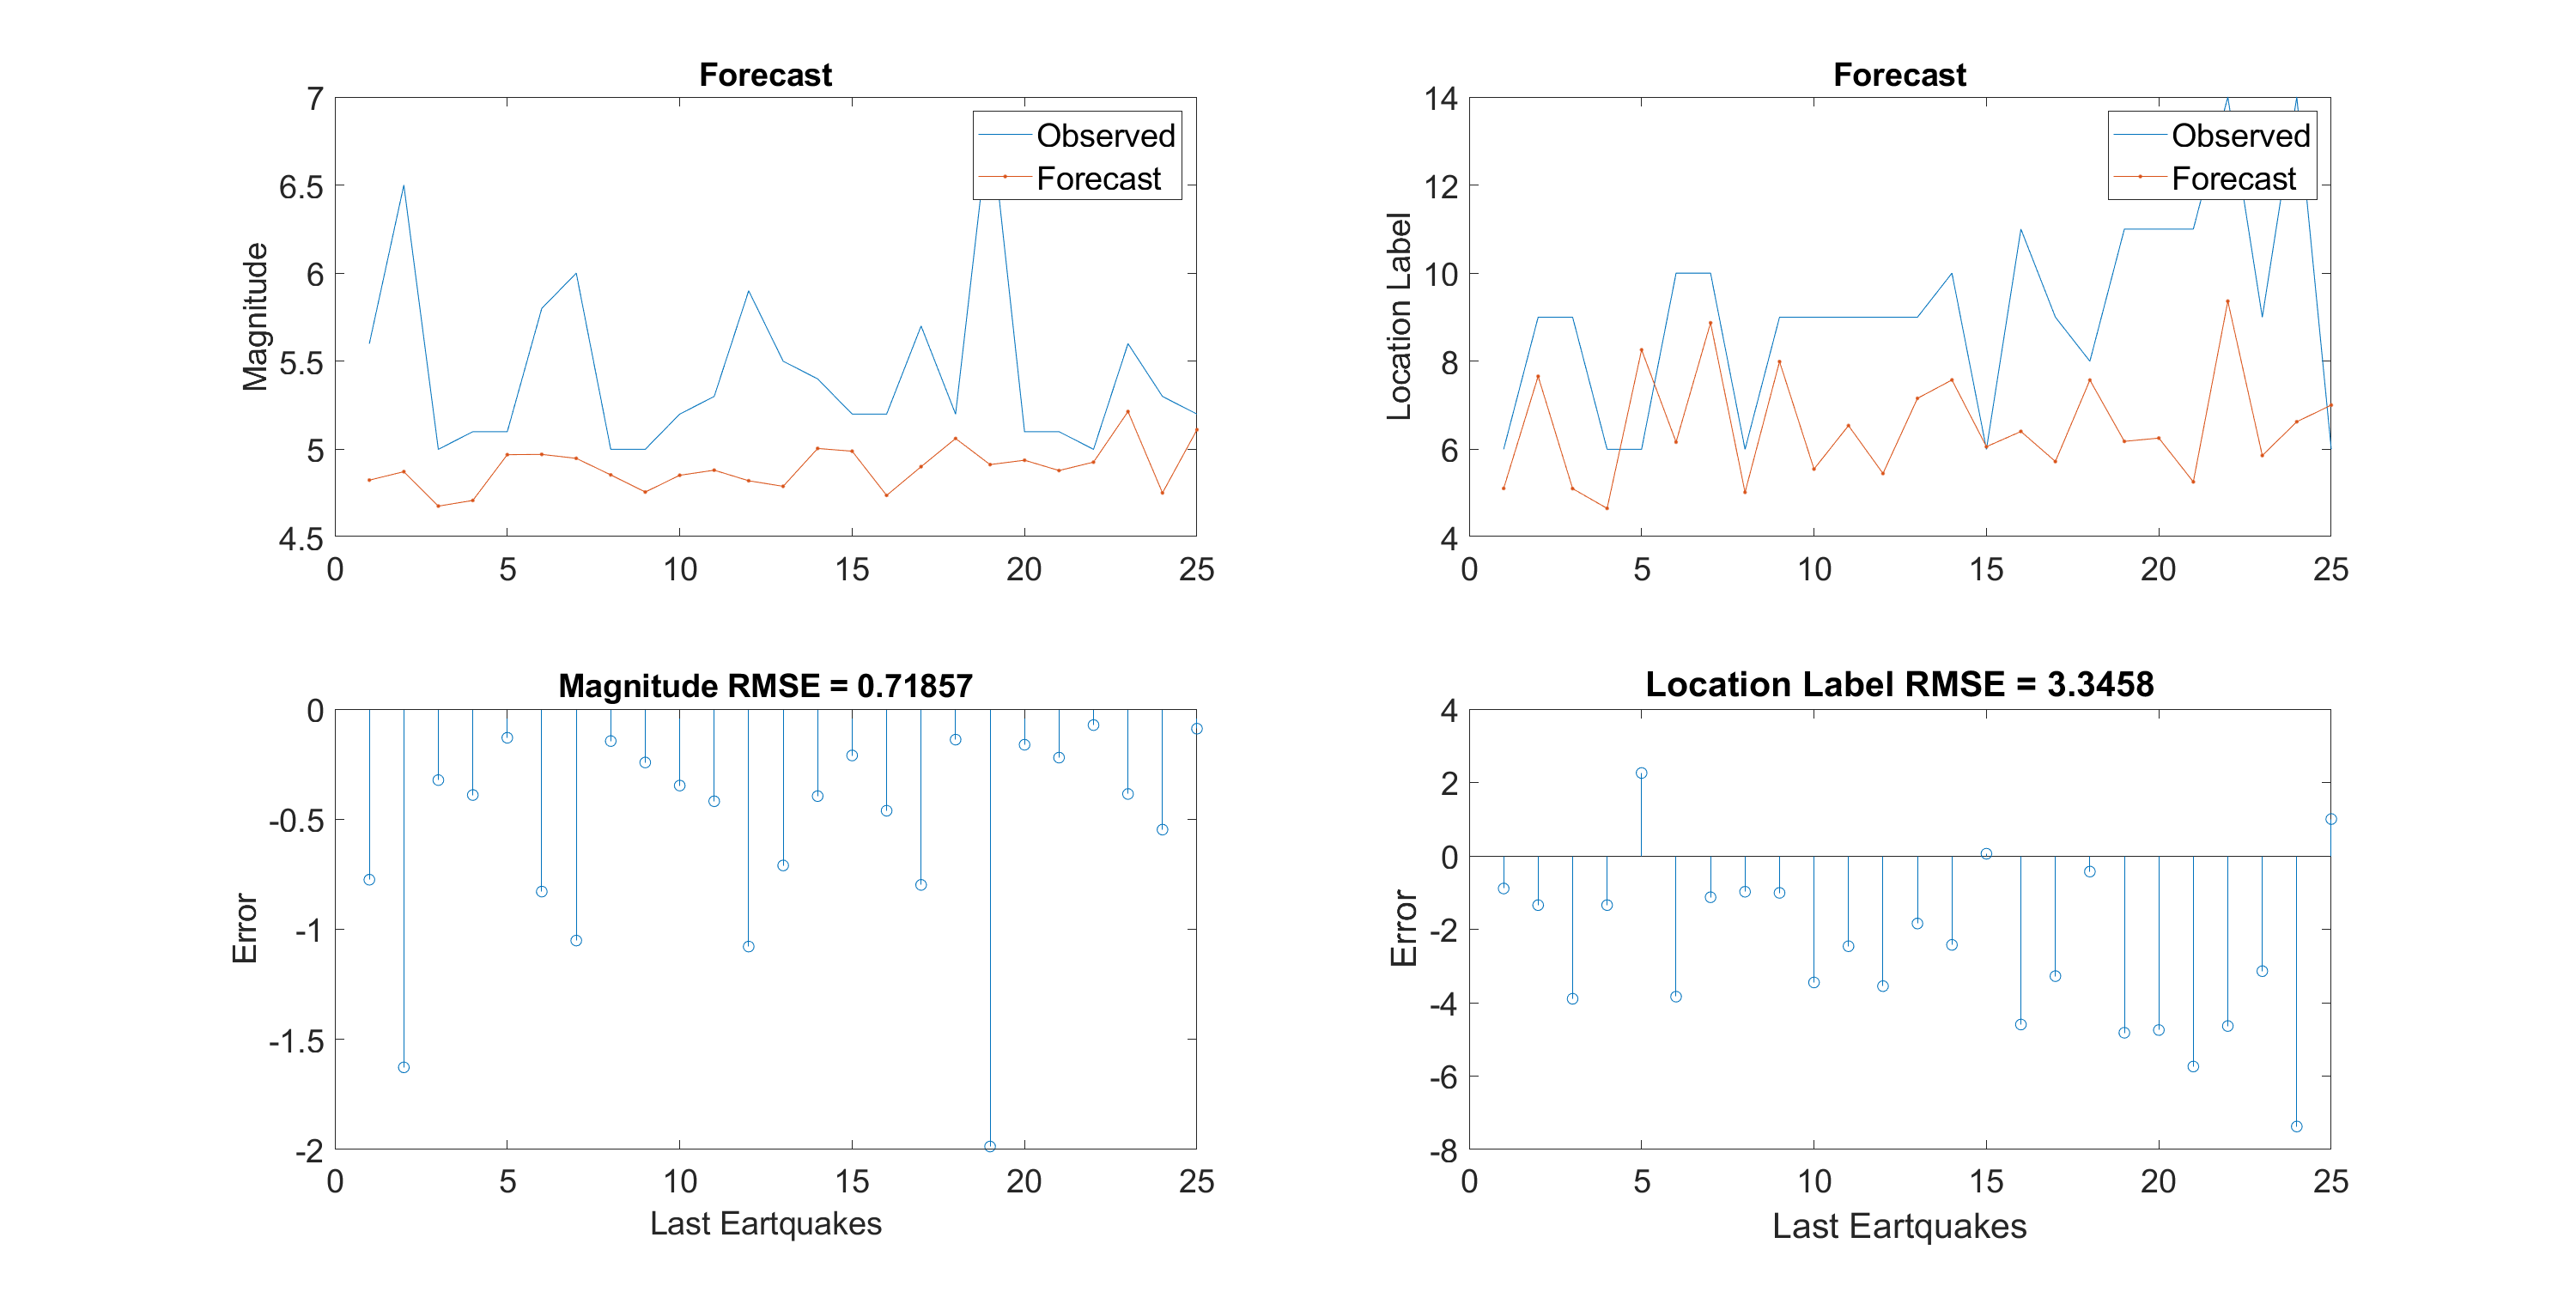 Forecast
7
6.5
6
5.5
5
4.5
Magnitude
0 5 10 15 20 25
Observed
Forecast
Forecast
14
12
10
8
6
4
Location Label
0 5 10 15 20 25
Observed
Forecast
Magnitude RMSE = 0.71857
0
-0.5
-1
-1.5
-2
Error
0 5 10 15 20 25
Last Eartquakes
Location Label RMSE = 3.3458
4
2
0
-2
-4
-6
-8
Error
0 5 10 15 20 25
Last Eartquakes